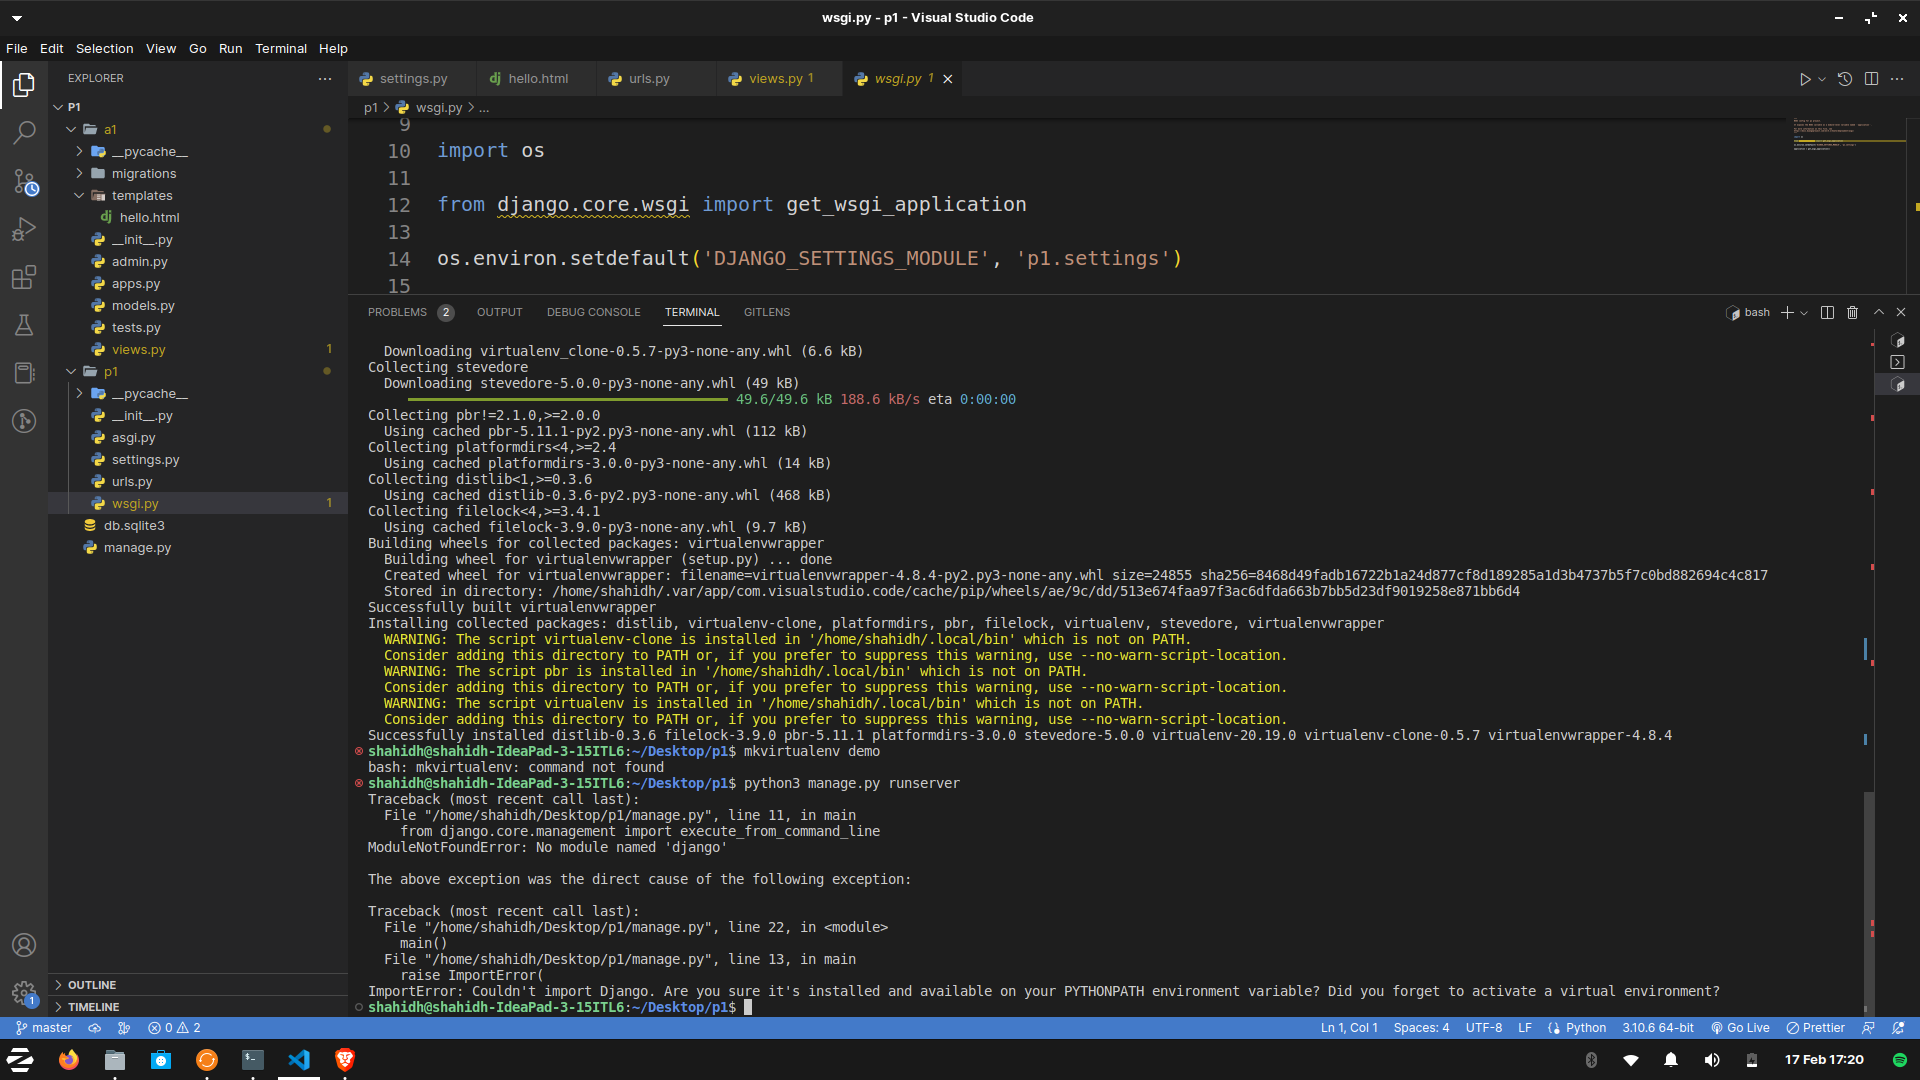 wsgi.py - p1 - Visual Studio Code
File Edit Selection View Go Run Terminal Help
EXPLORER
P1
a1
__pycache__
migrations
templates
hello.html
__init__.py
admin.py
apps.py
models.py
tests.py
views.py 1
p1
__pycache__
__init__.py
asgi.py
settings.py
urls.py
wsgi.py 1
db.sqlite3
manage.py
OUTLINE
TIMELINE
settings.py hello.html urls.py views.py 1 wsgi.py 1
p1 > wsgi.py > ...
9
10 import os
11
12 from django.core.wsgi import get_wsgi_application
13
14 os.environ.setdefault('DJANGO_SETTINGS_MODULE', 'p1.settings')
15
PROBLEMS 2 OUTPUT DEBUG CONSOLE TERMINAL GITLENS bash
Downloading virtualenv_clone-0.5.7-py3-none-any.whl (6.6 kB)
Collecting stevedore
Downloading stevedore-5.0.0-py3-none-any.whl (49 kB)
49.6/49.6 kB 188.6 kB/s eta 0:00:00
Collecting pbr!=2.1.0,>=2.0.0
Using cached pbr-5.11.1-py2.py3-none-any.whl (112 kB)
Collecting platformdirs<4,>=2.4
Using cached platformdirs-3.0.0-py3-none-any.whl (14 kB)
Collecting distlib<1,>=0.3.6
Using cached distlib-0.3.6-py2.py3-none-any.whl (468 kB)
Collecting filelock<4,>=3.4.1
Using cached filelock-3.9.0-py3-none-any.whl (9.7 kB)
Building wheels for collected packages: virtualenvwrapper
Building wheel for virtualenvwrapper (setup.py) ... done
Created wheel for virtualenvwrapper: filename=virtualenvwrapper-4.8.4-py2.py3-none-any.whl size=24855 sha256=8468d49fadb16722b1a24d877cf8d189285a1d3b4737b5f7c0bd882694c4c817
Stored in directory: /home/shahidh/.var/app/com.visualstudio.code/cache/pip/wheels/ae/9c/dd/513e674faa97f3ac6dfda663b7bb5d23df9019258e871bb6d4
Successfully built virtualenvwrapper
Installing collected packages: distlib, virtualenv-clone, platformdirs, pbr, filelock, virtualenv, stevedore, virtualenvwrapper
WARNING: The script virtualenv-clone is installed in '/home/shahidh/.local/bin' which is not on PATH.
Consider adding this directory to PATH or, if you prefer to suppress this warning, use --no-warn-script-location.
WARNING: The script pbr is installed in '/home/shahidh/.local/bin' which is not on PATH.
Consider adding this directory to PATH or, if you prefer to suppress this warning, use --no-warn-script-location.
WARNING: The script virtualenv is installed in '/home/shahidh/.local/bin' which is not on PATH.
Consider adding this directory to PATH or, if you prefer to suppress this warning, use --no-warn-script-location.
Successfully installed distlib-0.3.6 filelock-3.9.0 pbr-5.11.1 platformdirs-3.0.0 stevedore-5.0.0 virtualenv-20.19.0 virtualenv-clone-0.5.7 virtualenvwrapper-4.8.4
shahidh@shahidh-IdeaPad-3-15ITL6:~/Desktop/p1$ mkvirtualenv demo
bash: mkvirtualenv: command not found
shahidh@shahidh-IdeaPad-3-15ITL6:~/Desktop/p1$ python3 manage.py runserver
Traceback (most recent call last):
File "/home/shahidh/Desktop/p1/manage.py", line 11, in main
from django.core.management import execute_from_command_line
ModuleNotFoundError: No module named 'django'
The above exception was the direct cause of the following exception:
Traceback (most recent call last):
File "/home/shahidh/Desktop/p1/manage.py", line 22, in <module>
main()
File "/home/shahidh/Desktop/p1/manage.py", line 13, in main
raise ImportError(
ImportError: Couldn't import Django. Are you sure it's installed and available on your PYTHONPATH environment variable? Did you forget to activate a virtual environment?
shahidh@shahidh-IdeaPad-3-15ITL6:~/Desktop/p1$
master 0 2 Ln 1, Col 1 Spaces: 4 UTF-8 LF Python 3.10.6 64-bit Go Live Prettier
17 Feb 17:20